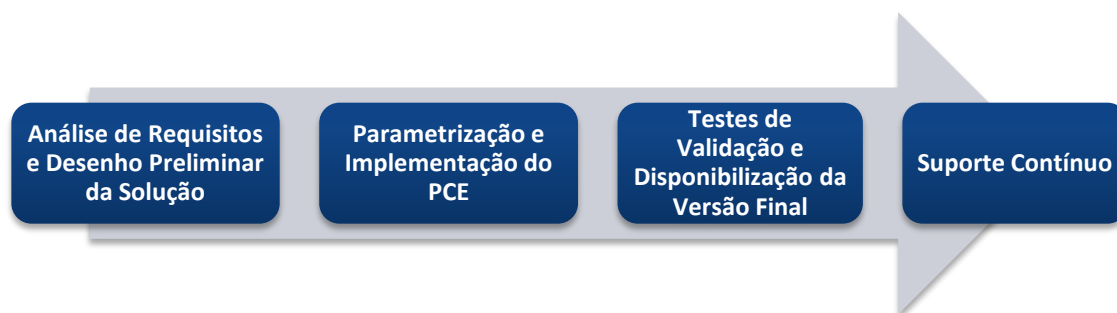 Análise de Requisitos
e Desenho Preliminar
da Solução
Parametrização e
Implementação do
PCE
Testes de
Validação e
Disponibilização da
Versão Final
Suporte Contínuo